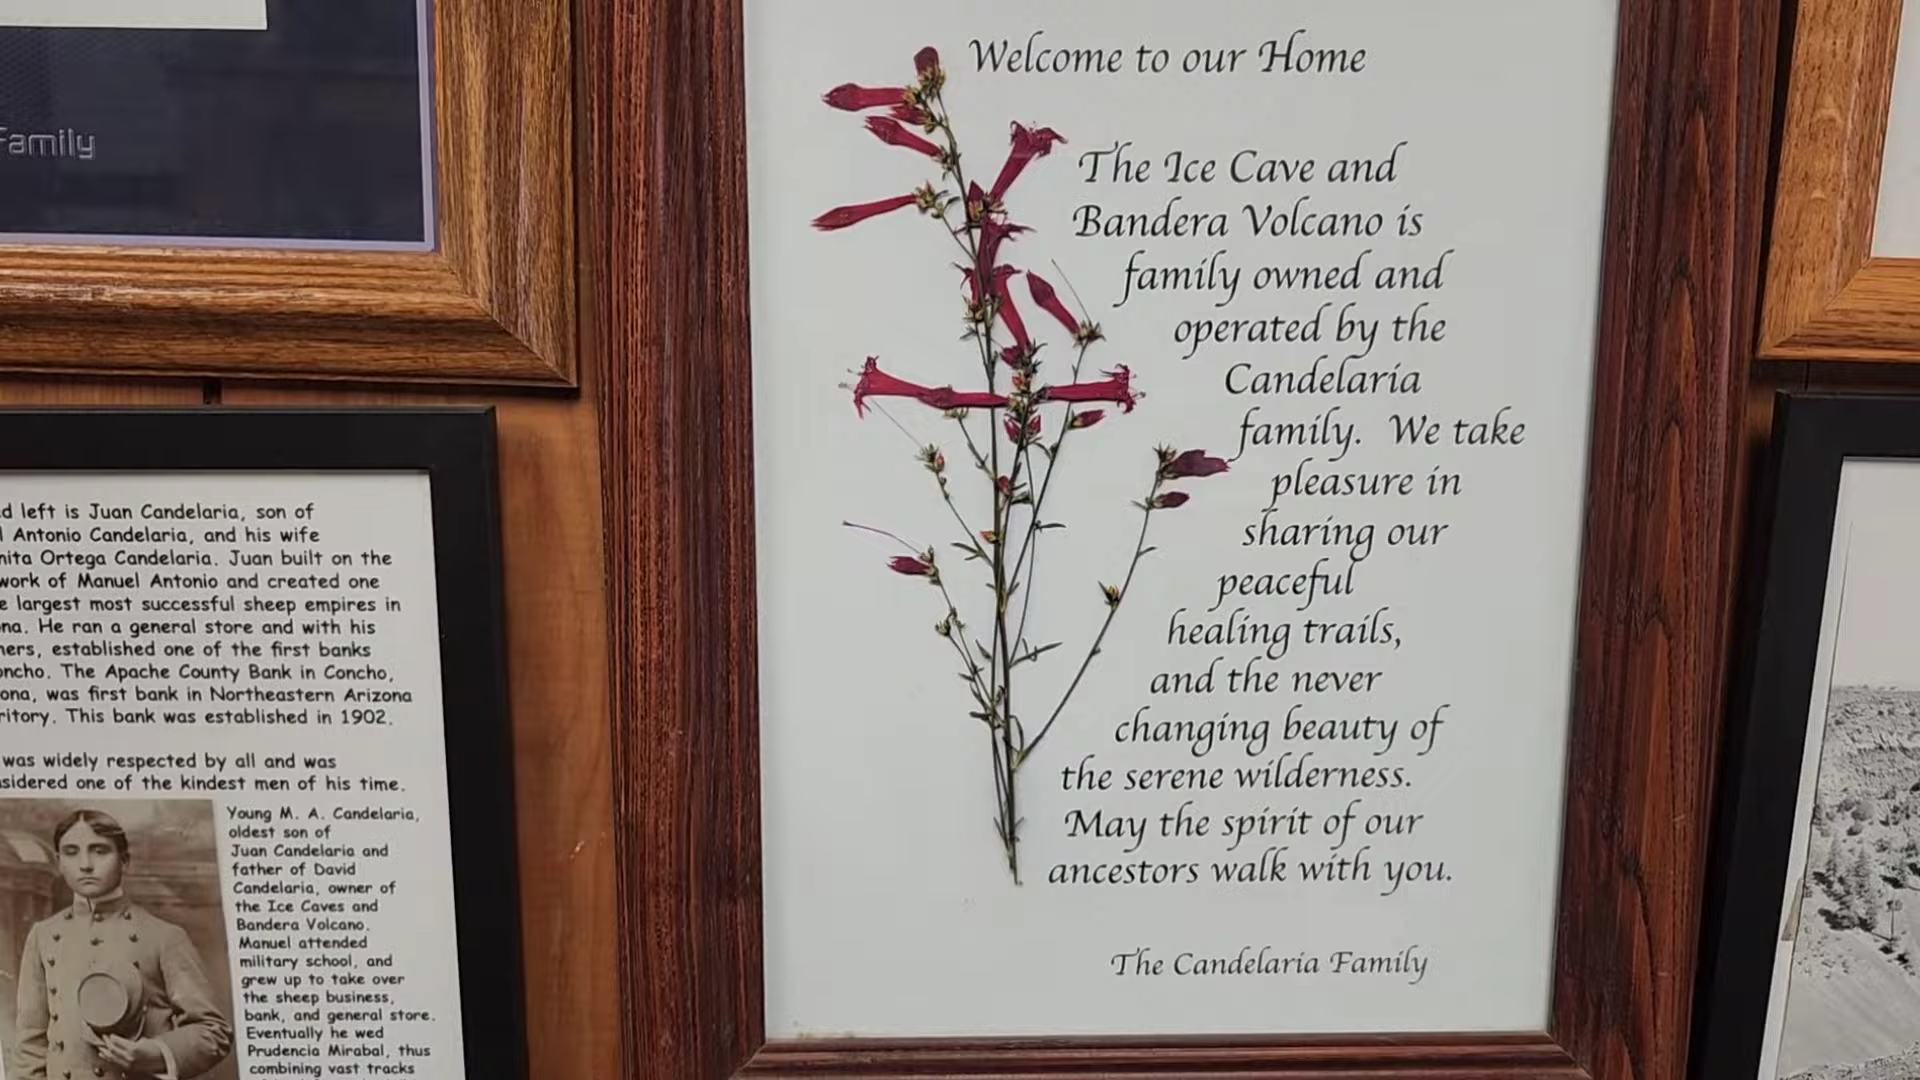 Family
Welcome to our Home
The Ice Cave and
Bandera Volcano is
family owned and
operated by the
Candelaria
family. We take
pleasure in
sharing our
peaceful
healing trails,
and the never
changing beauty of
the serene wilderness.
May the spirit of our
ancestors walk with you.
The Candelaria Family
left is Juan Candelaria, son of
Antonio Candelaria, and his wife
Ortega Candelaria. Juan built on the
work of Manuel Antonio and created one
largest most successful sheep empires in
He ran a general store and with his
established one of the first banks
The Apache County Bank in Concho,
was first bank in Northeastern Arizona
This bank was established in 1902.
was widely respected by all and was
one of the kindest men of his time.
Young M. A. Candelaria,
oldest son of
Juan Candelaria and
father of David
Candelaria, owner of
the Ice Caves and
Bandera Volcano.
Manuel attended
military school, and
grew up to take over
the sheep business,
bank, and general store.
Eventually he wed
Prudencia Mirabal, thus
combining vast tracks